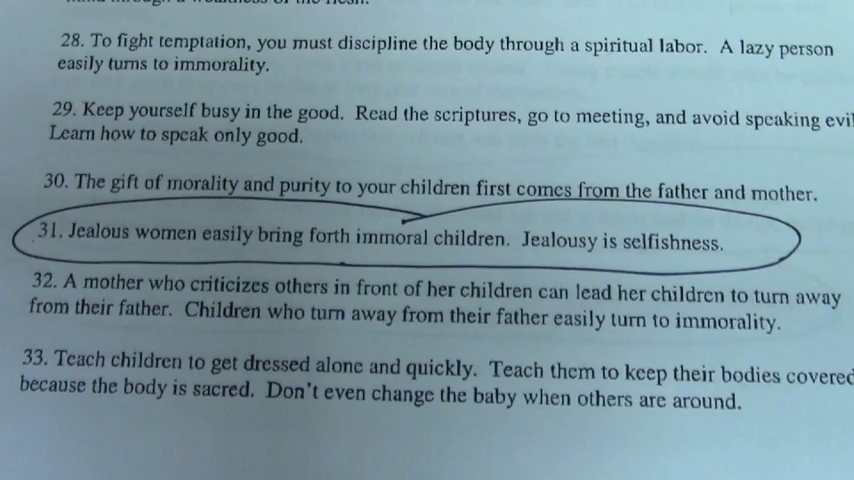 28. To fight temptation, you must discipline the body through a spiritual labor. A lazy person
easily turns to immorality.
29. Keep yourself busy in the good. Read the scriptures, go to meeting, and avoid speaking evil
Learn how to speak only good.
30. The gift of morality and purity to your children first comes from the father and mother.
31. Jealous women easily bring forth immoral children. Jealousy is selfishness.
32. A mother who criticizes others in front of her children can lead her children to turn away
from their father. Children who turn away from their father easily turn to immorality.
33. Teach children to get dressed alone and quickly. Teach them to keep their bodies covered
because the body is sacred. Don't even change the baby when others are around.